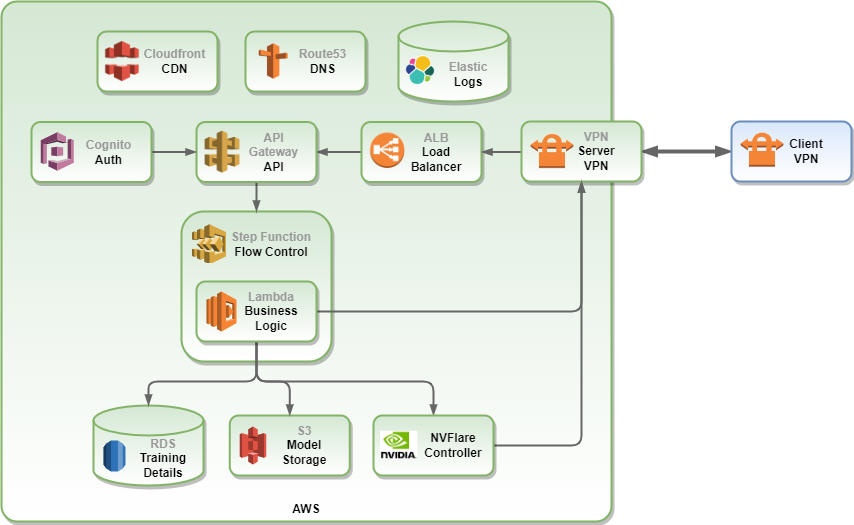 Cloudfront
CDN
Route53
DNS
Elastic
Logs
Cognito
Auth
API
Gateway
API
ALB
Load
Balancer
VPN
Server
VPN
Client
VPN
Step Function
Flow Control
Lambda
Business
Logic
RDS
Training
Details
S3
Model
Storage
NVIDIA
NVFlare
Controller
AWS